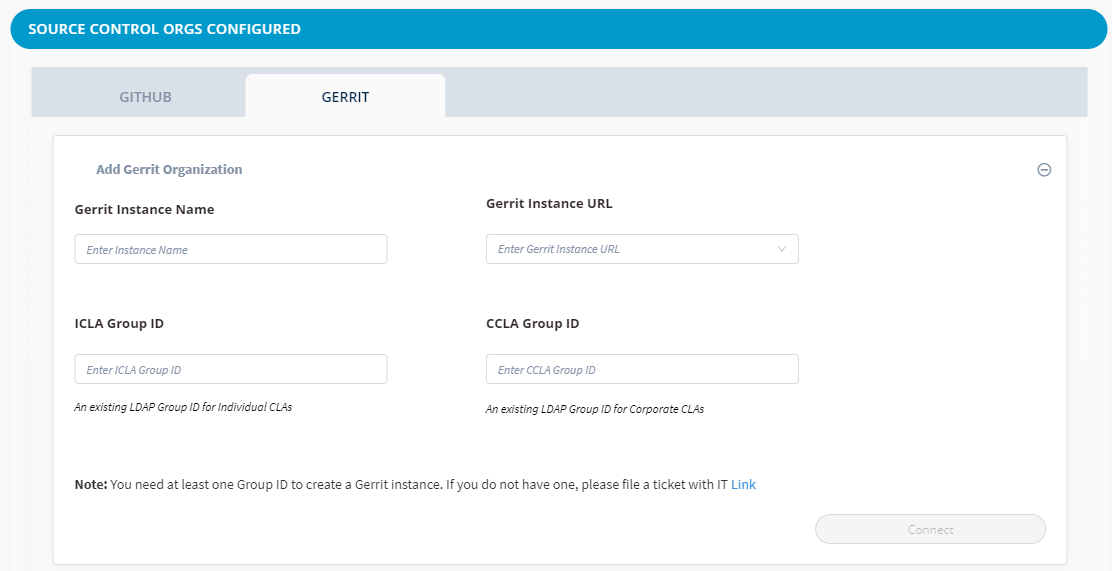 SOURCE CONTROL ORGS CONFIGURED
GITHUB
GERRIT
Add Gerrit Organization
Gerrit Instance Name
Gerrit Instance URL
Enter Instance Name
Enter Gerrit Instance URL
ICLA Group ID
CCLA Group ID
Enter ICLA Group ID
Enter CCLA Group ID
An existing LDAP Group ID for Individual CLAs
An existing LDAP Group ID for Corporate CLAs
Note: You need at least one Group ID to create a Gerrit instance. If you do not have one, please file a ticket with IT Link
Connect